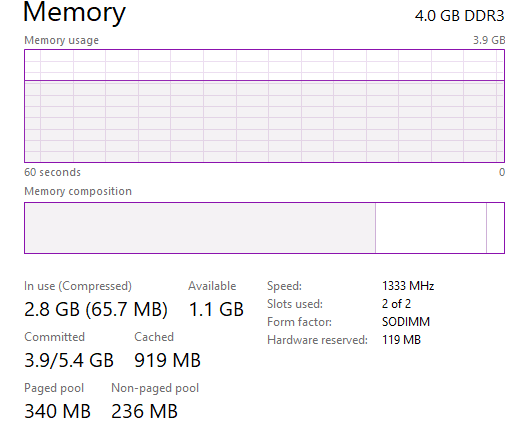 Memory 4.0 GB DDR3
Memory usage 3.9 GB
60 seconds 0
Memory composition
In use (Compressed) Available Speed: 1333 MHz
2.8 GB (65.7 MB) 1.1 GB Slots used: 2 of 2
Form factor: SODIMM
Committed Cached Hardware reserved: 119 MB
3.9/5.4 GB 919 MB
Paged pool Non-paged pool
340 MB 236 MB